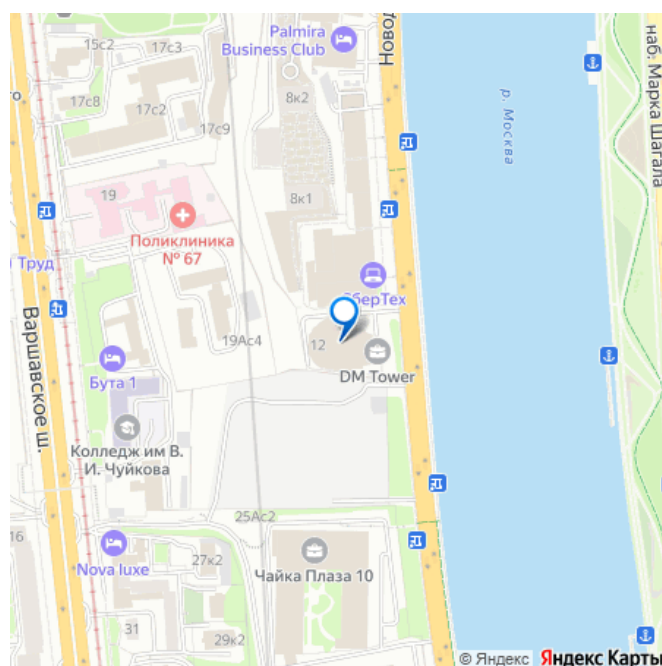 Palmira
Business Club
15с2
17с3
17с8
17с2
17с9
8к2
8к1
Новод
р. Москва
наб. Марка Шагала
19
Поликлиника
№ 67
Труд
СберТех
19Ас4
12
DM Tower
Бута 1
Варшавское ш.
Колледж им В.
И. Чуйкова
25Ас2
16
Nova luxe
27к2
Чайка Плаза 10
31
29к2
© Яндекс Яндекс Карты